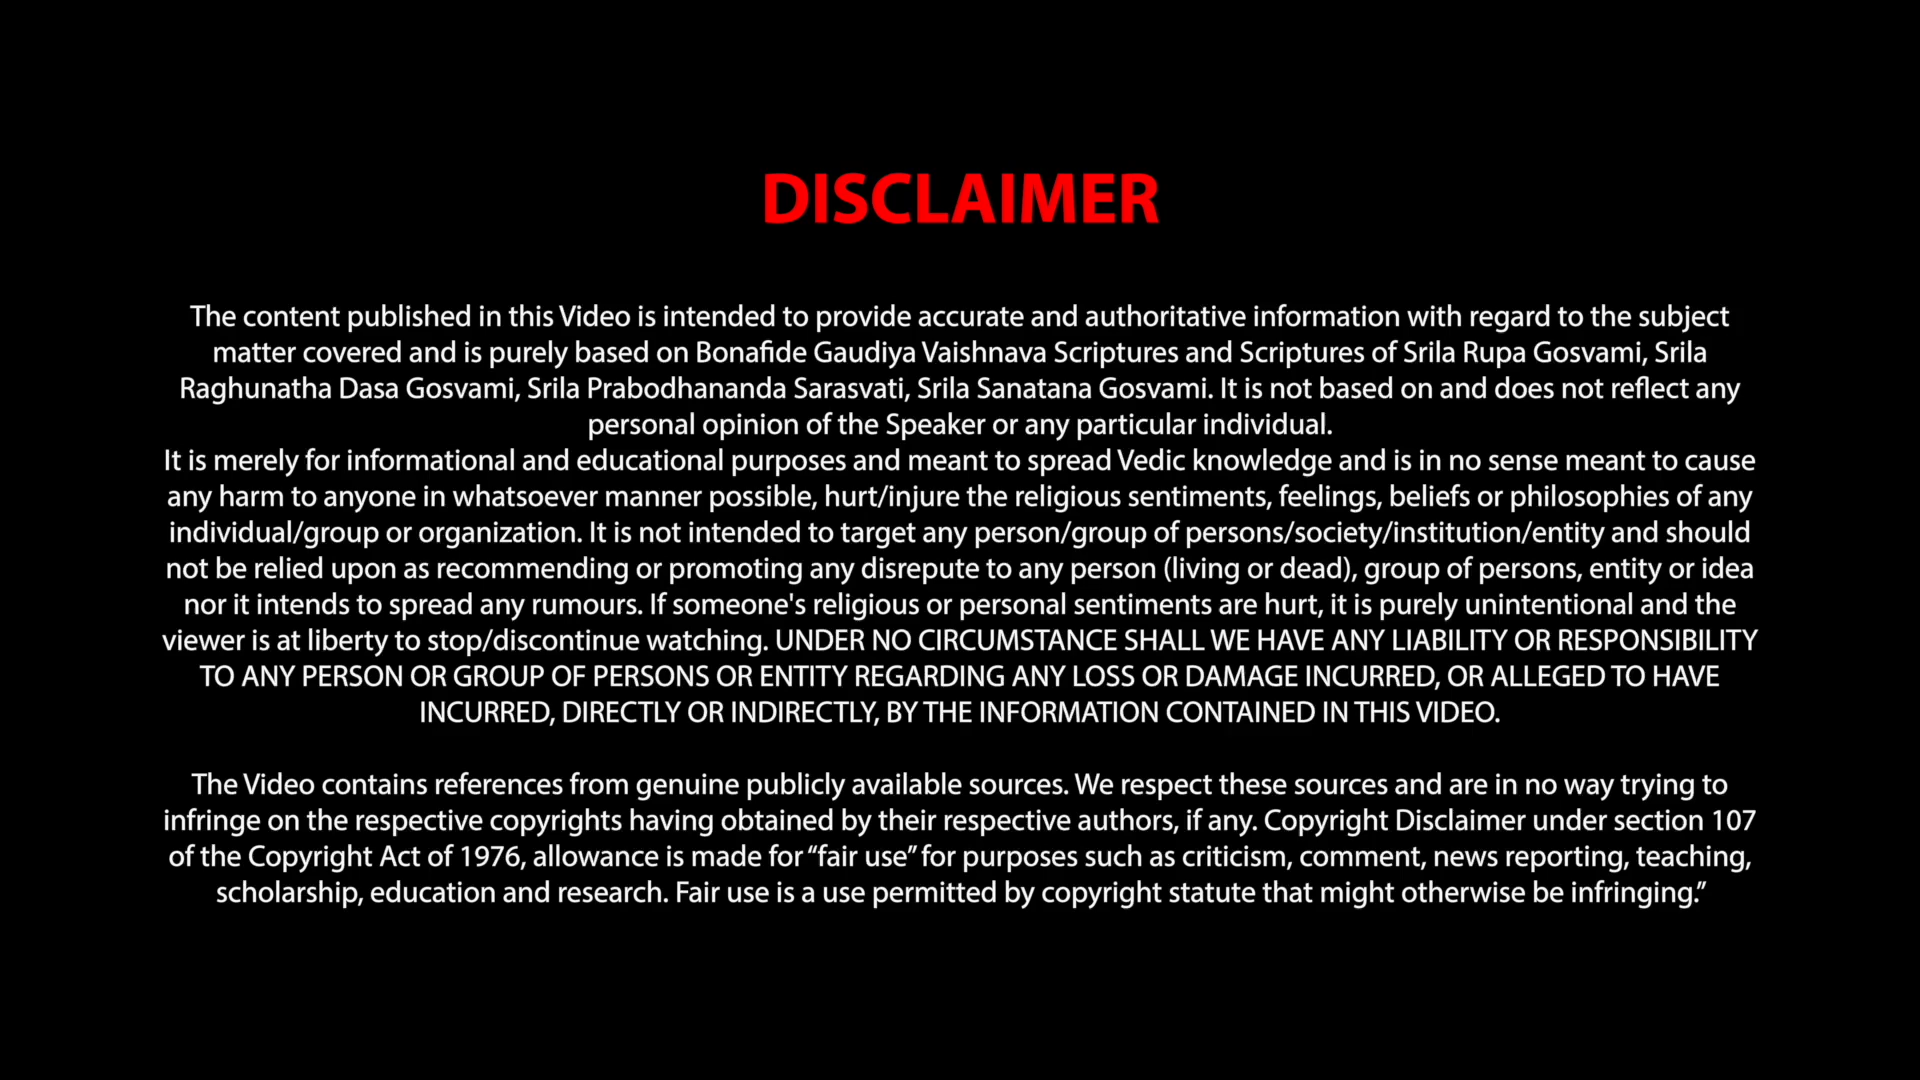 DISCLAIMER
The content published in this Video is intended to provide accurate and authoritative information with regard to the subject
matter covered and is purely based on Bonafide Gaudiya Vaishnava Scriptures and Scriptures of Srila Rupa Gosvami, Srila
Raghunatha Dasa Gosvami, Srila Prabodhananda Sarasvati, Srila Sanatana Gosvami. It is not based on and does not reflect any
personal opinion of the Speaker or any particular individual.
It is merely for informational and educational purposes and meant to spread Vedic knowledge and is in no sense meant to cause
any harm to anyone in whatsoever manner possible, hurt/injure the religious sentiments, feelings, beliefs or philosophies of any
individual/group or organization. It is not intended to target any person/group of persons/society/institution/entity and should
not be relied upon as recommending or promoting any disrepute to any person (living or dead), group of persons, entity or idea
nor it intends to spread any rumours. If someone's religious or personal sentiments are hurt, it is purely unintentional and the
viewer is at liberty to stop/discontinue watching. UNDER NO CIRCUMSTANCE SHALL WE HAVE ANY LIABILITY OR RESPONSIBILITY
TO ANY PERSON OR GROUP OF PERSONS OR ENTITY REGARDING ANY LOSS OR DAMAGE INCURRED, OR ALLEGED TO HAVE
INCURRED, DIRECTLY OR INDIRECTLY, BY THE INFORMATION CONTAINED IN THIS VIDEO.
The Video contains references from genuine publicly available sources. We respect these sources and are in no way trying to
infringe on the respective copyrights having obtained by their respective authors, if any. Copyright Disclaimer under section 107
of the Copyright Act of 1976, allowance is made for “fair use” for purposes such as criticism, comment, news reporting, teaching,
scholarship, education and research. Fair use is a use permitted by copyright statute that might otherwise be infringing.”